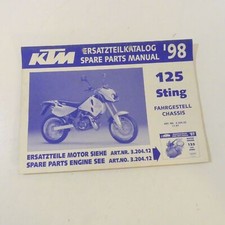 KTM
ERSATZTEILKATALOG
SPARE PARTS MANUAL
'98
125
Sting
FAHRGESTELL
CHASSIS
ERSATZTEILE MOTOR SIEHE ART.NR. 3.204.12
SPARE PARTS ENGINE SEE ART.NO. 3.204.12